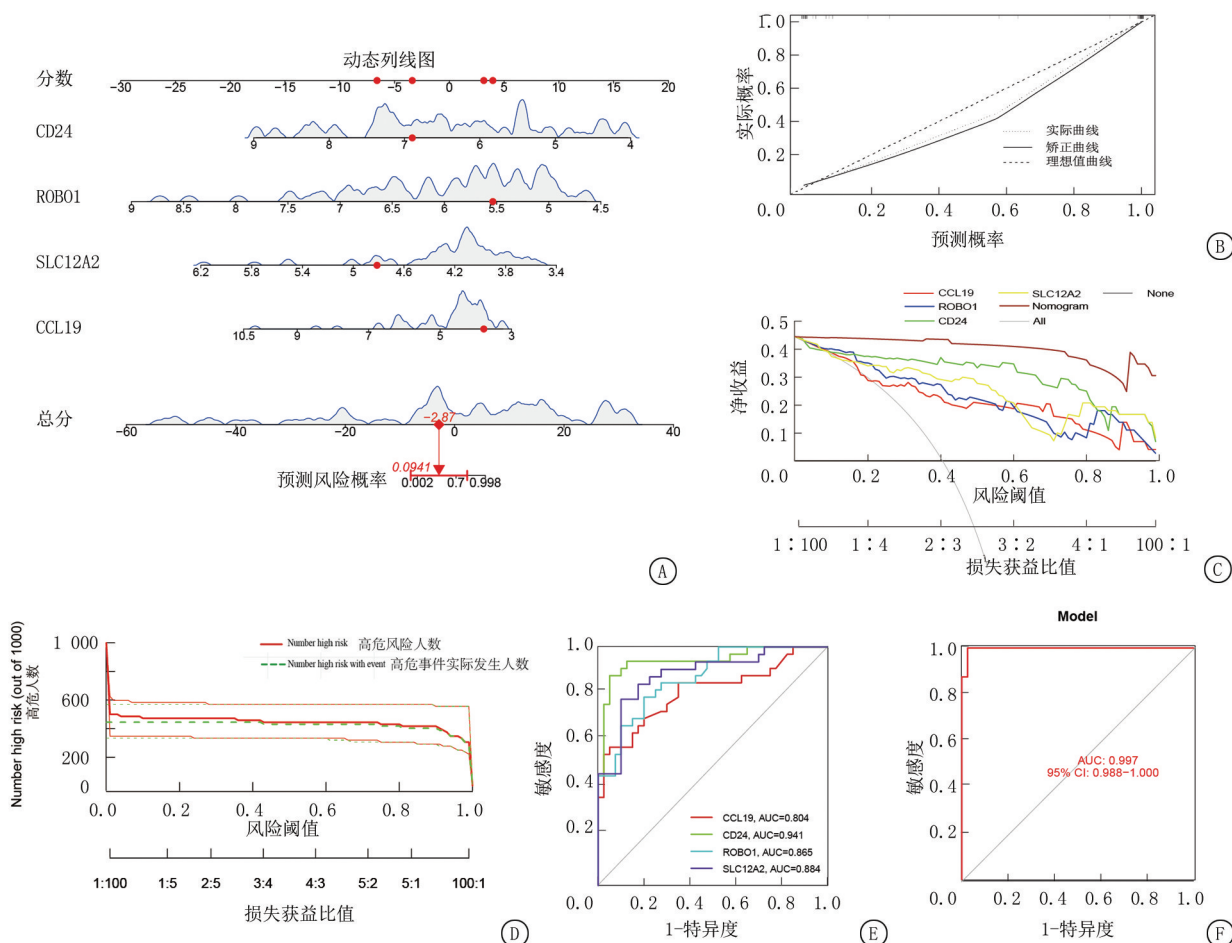 动态列线图
分数
-30 -25 -20 -15 -10 -5 0 5 10 15 20
CD24
9 8 7 6 5 4
ROBO1
9 8.5 8 7.5 7 6.5 6 5.5 5 4.5
SLC12A2
6.2 5.8 5.4 5 4.6 4.2 3.8 3.4
CCL19
10.5 9 7 5 3
总分
-2.87
-60 -40 -20 0 20 40
0.0941
预测风险概率
0.002 0.7 0.998
A
1.0
0.8
0.6
0.4
0.2
0.0 0.2 0.4 0.6 0.8 1.0
实际概率
实际曲线
矫正曲线
理想值曲线
预测概率
B
CCL19 SLC12A2 None
ROBO1 Nomogram
CD24 All
0.5
0.4
0.3
0.2
0.1
净收益
0.0 0.2 0.4 0.6 0.8 1.0
风险阈值
1:100 1:4 2:3 3:2 4:1 100:1
损失获益比值
C
Number high risk (out of 1000)
高危人数
1 000
600
200
0
Number high risk 高危风险人数
Number high risk with event 高危事件实际发生人数
0.0 0.2 0.4 0.6 0.8 1.0
风险阈值
1:100 1:5 2:5 3:4 4:3 5:2 5:1 100:1
损失获益比值
D
1.0
0.8
0.6
0.4
0.2
敏感度
CCL19, AUC=0.804
CD24, AUC=0.941
ROBO1, AUC=0.865
SLC12A2, AUC=0.884
0.0 0.2 0.4 0.6 0.8 1.0
1-特异度
E
Model
1.0
0.8
0.6
0.4
0.2
敏感度
AUC: 0.997
95% CI: 0.988-1.000
0.0 0.2 0.4 0.6 0.8 1.0
1-特异度
F